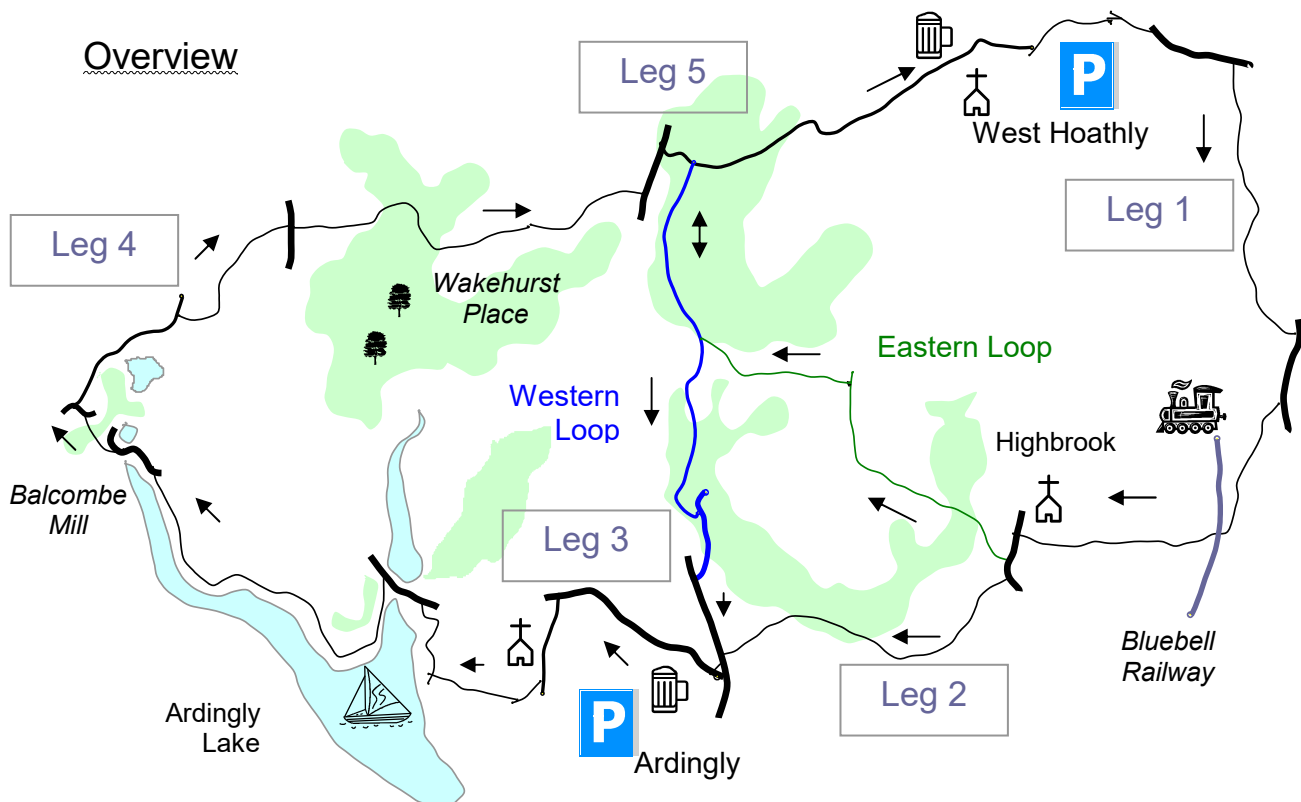 Overview
Leg 5
P
West Hoathly
Leg 1
Leg 4
Wakehurst
Place
Eastern Loop
Western
Loop
Highbrook
Balcombe
Mill
Leg 3
Bluebell
Railway
Leg 2
Ardingly
Lake
P
Ardingly